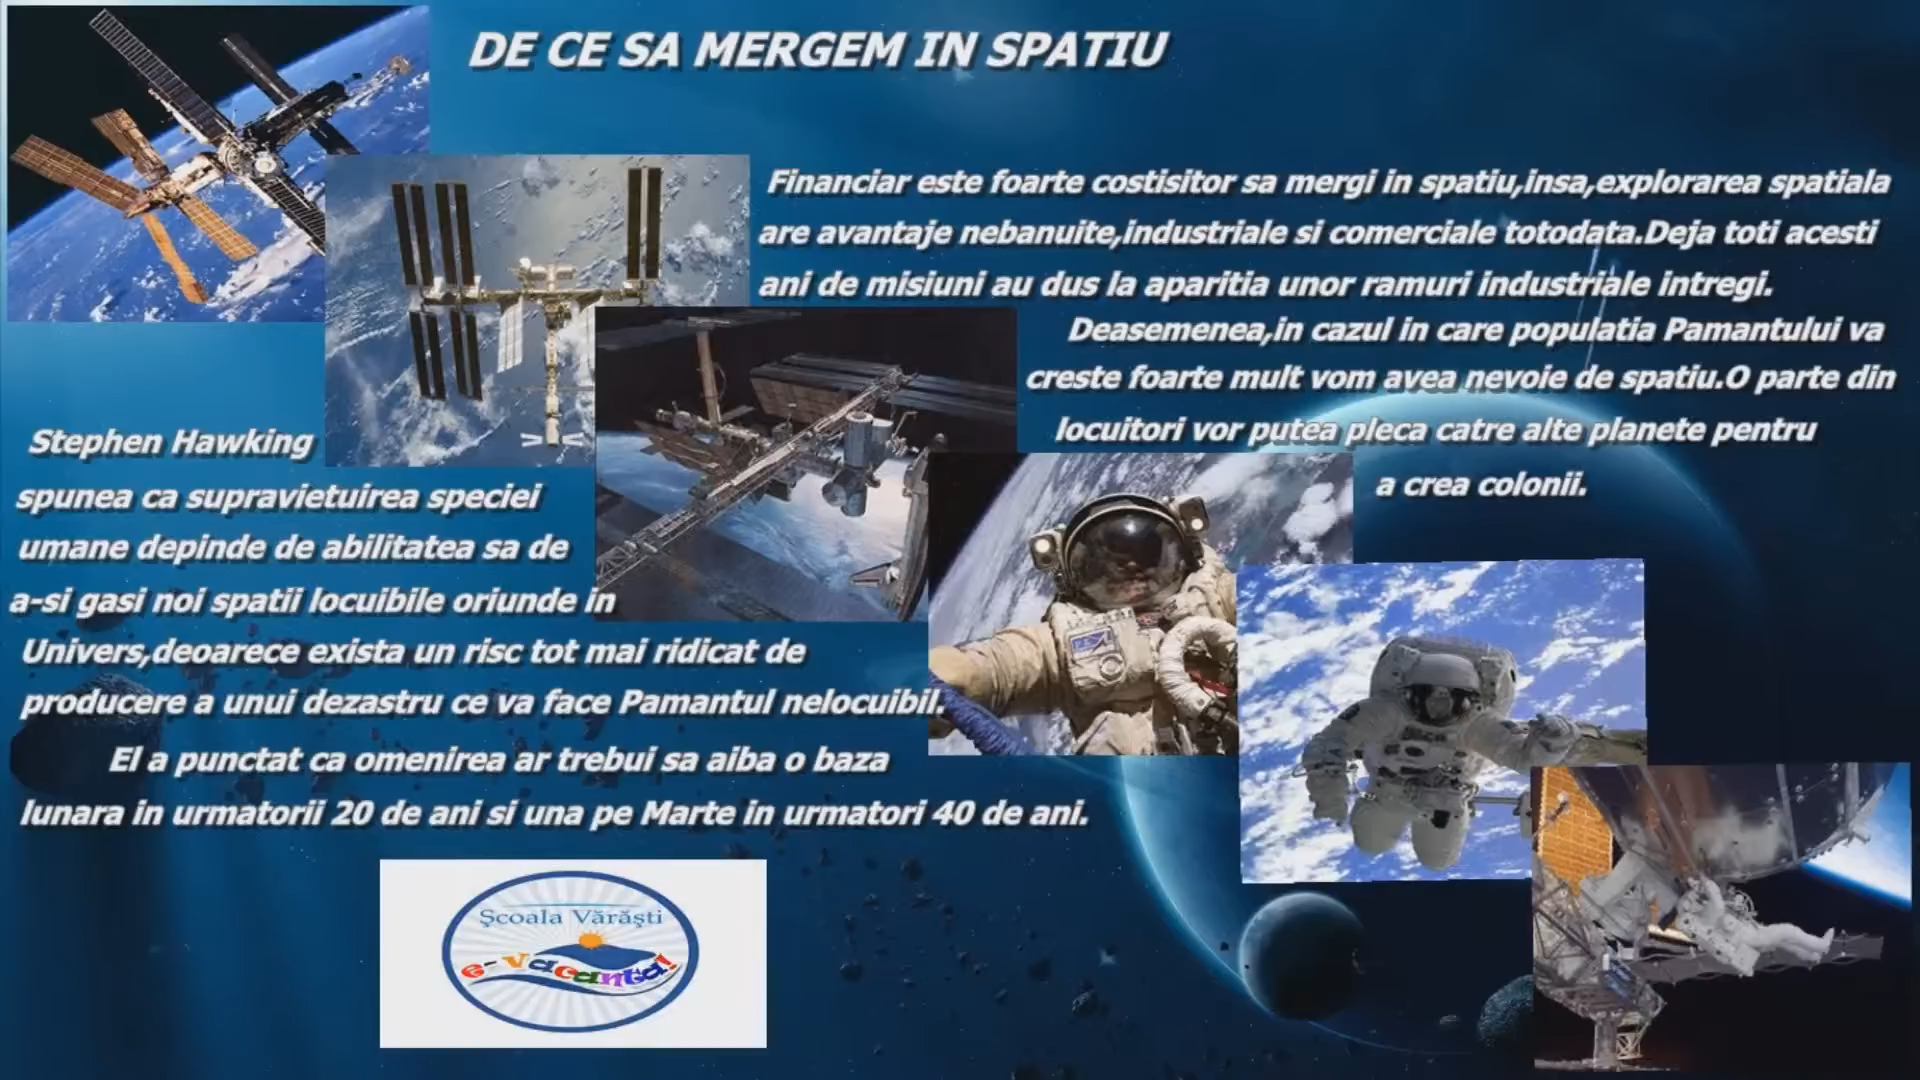 DE CE SA MERGEM IN SPATIU
Financiar este foarte costisitor sa mergi in spatiu,insa,explorarea spatiala
are avantaje nebanuite,industriale si comerciale totodata.Deja toti acesti
ani de misiuni au dus la aparitia unor ramuri industriale intregi.
Deasemenea,in cazul in care populatia Pamantului va
creste foarte mult vom avea nevoie de spatiu.O parte din
locuitori vor putea pleca catre alte planete pentru
a crea colonii.
Stephen Hawking
spunea ca supravietuirea speciei
umane depinde de abilitatea sa de
a-si gasi noi spatii locuibile oriunde in
Univers,deoarece exista un risc tot mai ridicat de
producere a unui dezastru ce va face Pamantul nelocuibil.
El a punctat ca omenirea ar trebui sa aiba o baza
lunara in urmatorii 20 de ani si una pe Marte in urmatori 40 de ani.
Şcoala Vărăşti
e-vacanta!